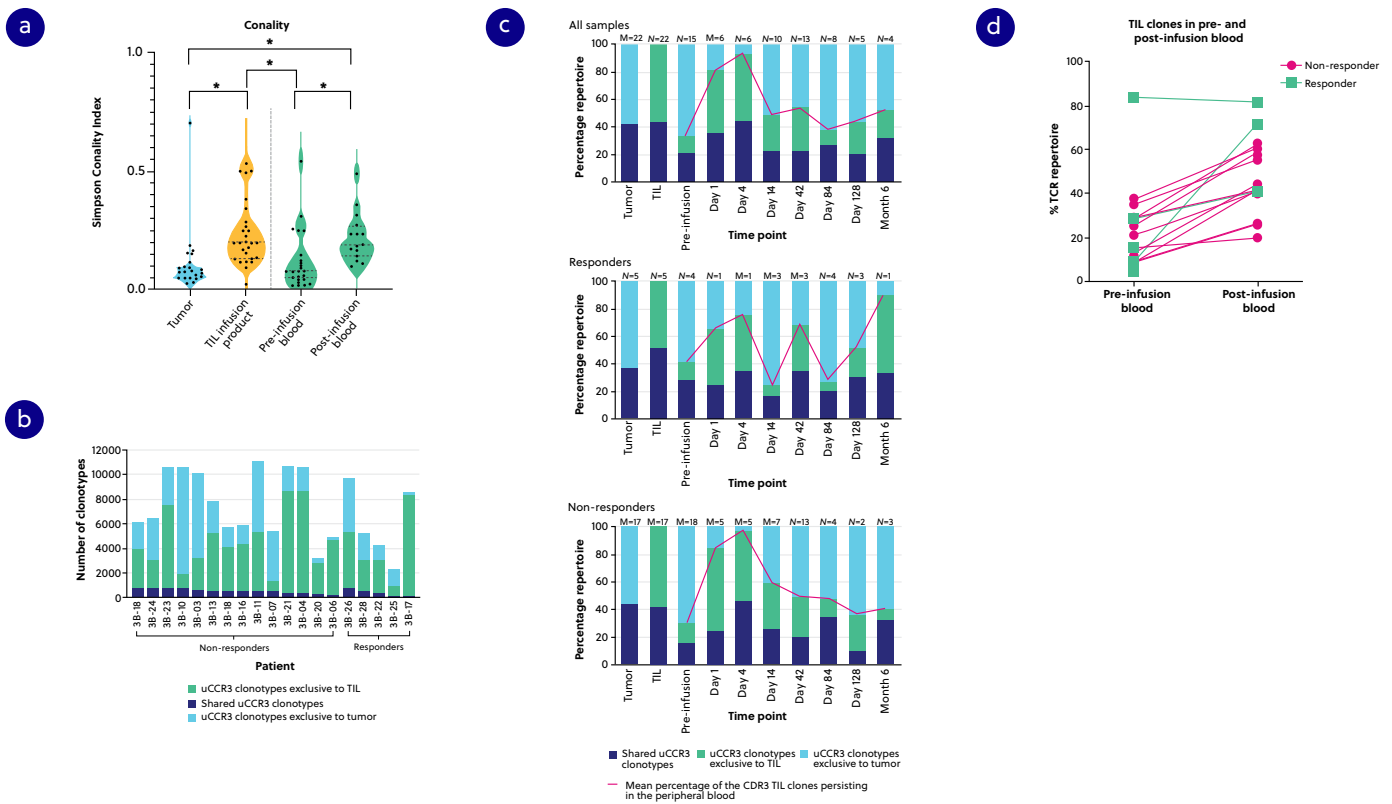 a
Conality
Simpson Conality Index
1.0
0.5
0.0
*
*
*
*
Tumor
TIL infusion
product
Pre-infusion
blood
Post-infusion
blood
b
Number of clonotypes
12000
10000
8000
6000
4000
2000
0
3B-18
3B-24
3B-23
3B-10
3B-03
3B-13
3B-18
3B-16
3B-11
3B-07
3B-21
3B-04
3B-20
3B-06
3B-26
3B-28
3B-22
3B-25
3B-17
Non-responders
Responders
Patient
uCCR3 clonotypes exclusive to TIL
Shared uCCR3 clonotypes
uCCR3 clonotypes exclusive to tumor
c
All samples
M=22 N=22 N=15 M=6 N=6 N=10 N=13 N=8 N=5 N=4
Percentage repertoire
100
80
60
40
20
0
Tumor
TIL
Pre-infusion
Day 1
Day 4
Day 14
Day 42
Day 84
Day 128
Month 6
Time point
Responders
N=5 N=5 N=4 N=1 M=1 M=3 M=3 N=4 N=3 N=1
Percentage repertoire
100
80
60
40
20
0
Tumor
TIL
Pre-infusion
Day 1
Day 4
Day 14
Day 42
Day 84
Day 128
Month 6
Time point
Non-responders
M=17 M=17 M=18 M=5 M=5 M=7 N=13 N=4 N=2 N=3
Percentage repertoire
100
80
60
40
20
0
Tumor
TIL
Pre-infusion
Day 1
Day 4
Day 14
Day 42
Day 84
Day 128
Month 6
Time point
Shared uCCR3
clonotypes
uCCR3 clonotypes
exclusive to TIL
uCCR3 clonotypes
exclusive to tumor
Mean percentage of the CDR3 TIL clones persisting
in the peripheral blood
d
TIL clones in pre- and
post-infusion blood
% TCR repertoire
100
80
60
40
20
0
Pre-infusion
blood
Post-infusion
blood
Non-responder
Responder